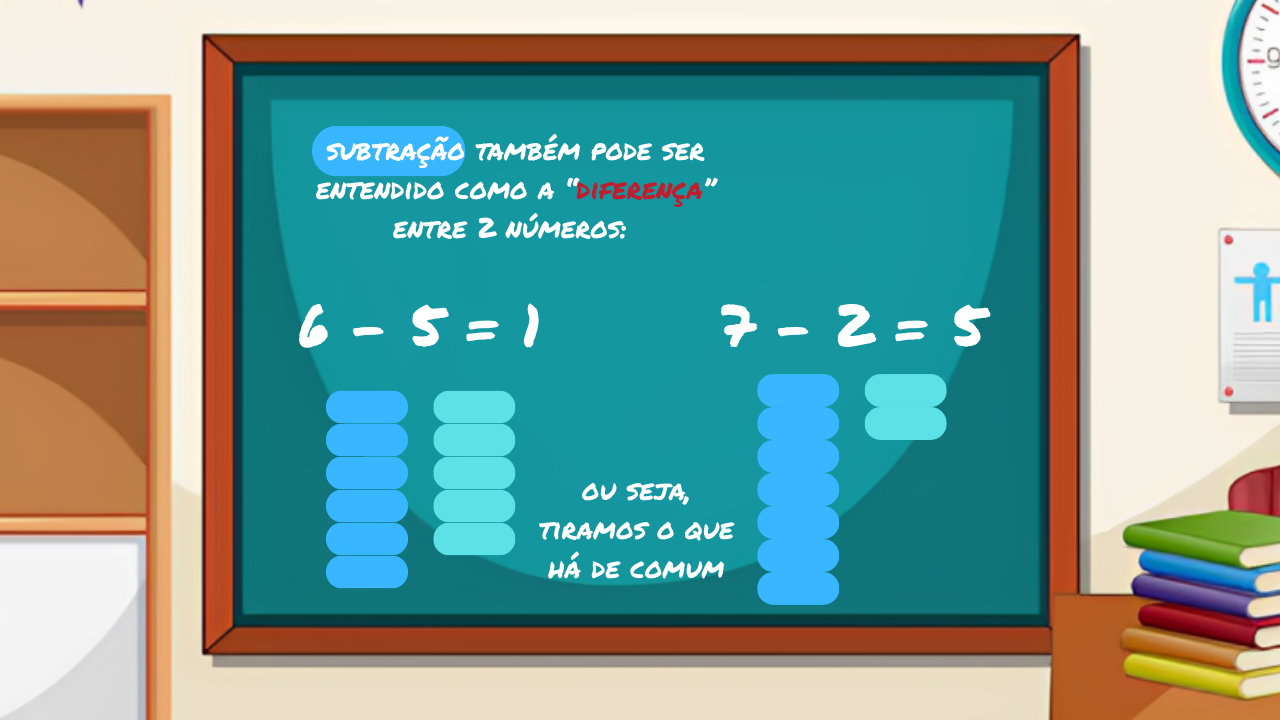 SUBTRAÇÃO TAMBÉM PODE SER
ENTENDIDO COMO A “DIFERENÇA”
ENTRE 2 NÚMEROS:
6 - 5 = 1
7 - 2 = 5
OU SEJA,
TIRAMOS O QUE
HÁ DE COMUM
9